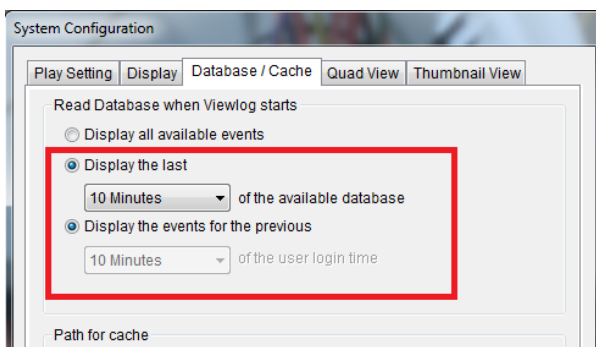 System Configuration
Play Setting Display Database / Cache Quad View Thumbnail View
Read Database when Viewlog starts
Display all available events
Display the last
10 Minutes of the available database
Display the events for the previous
10 Minutes of the user login time
Path for cache